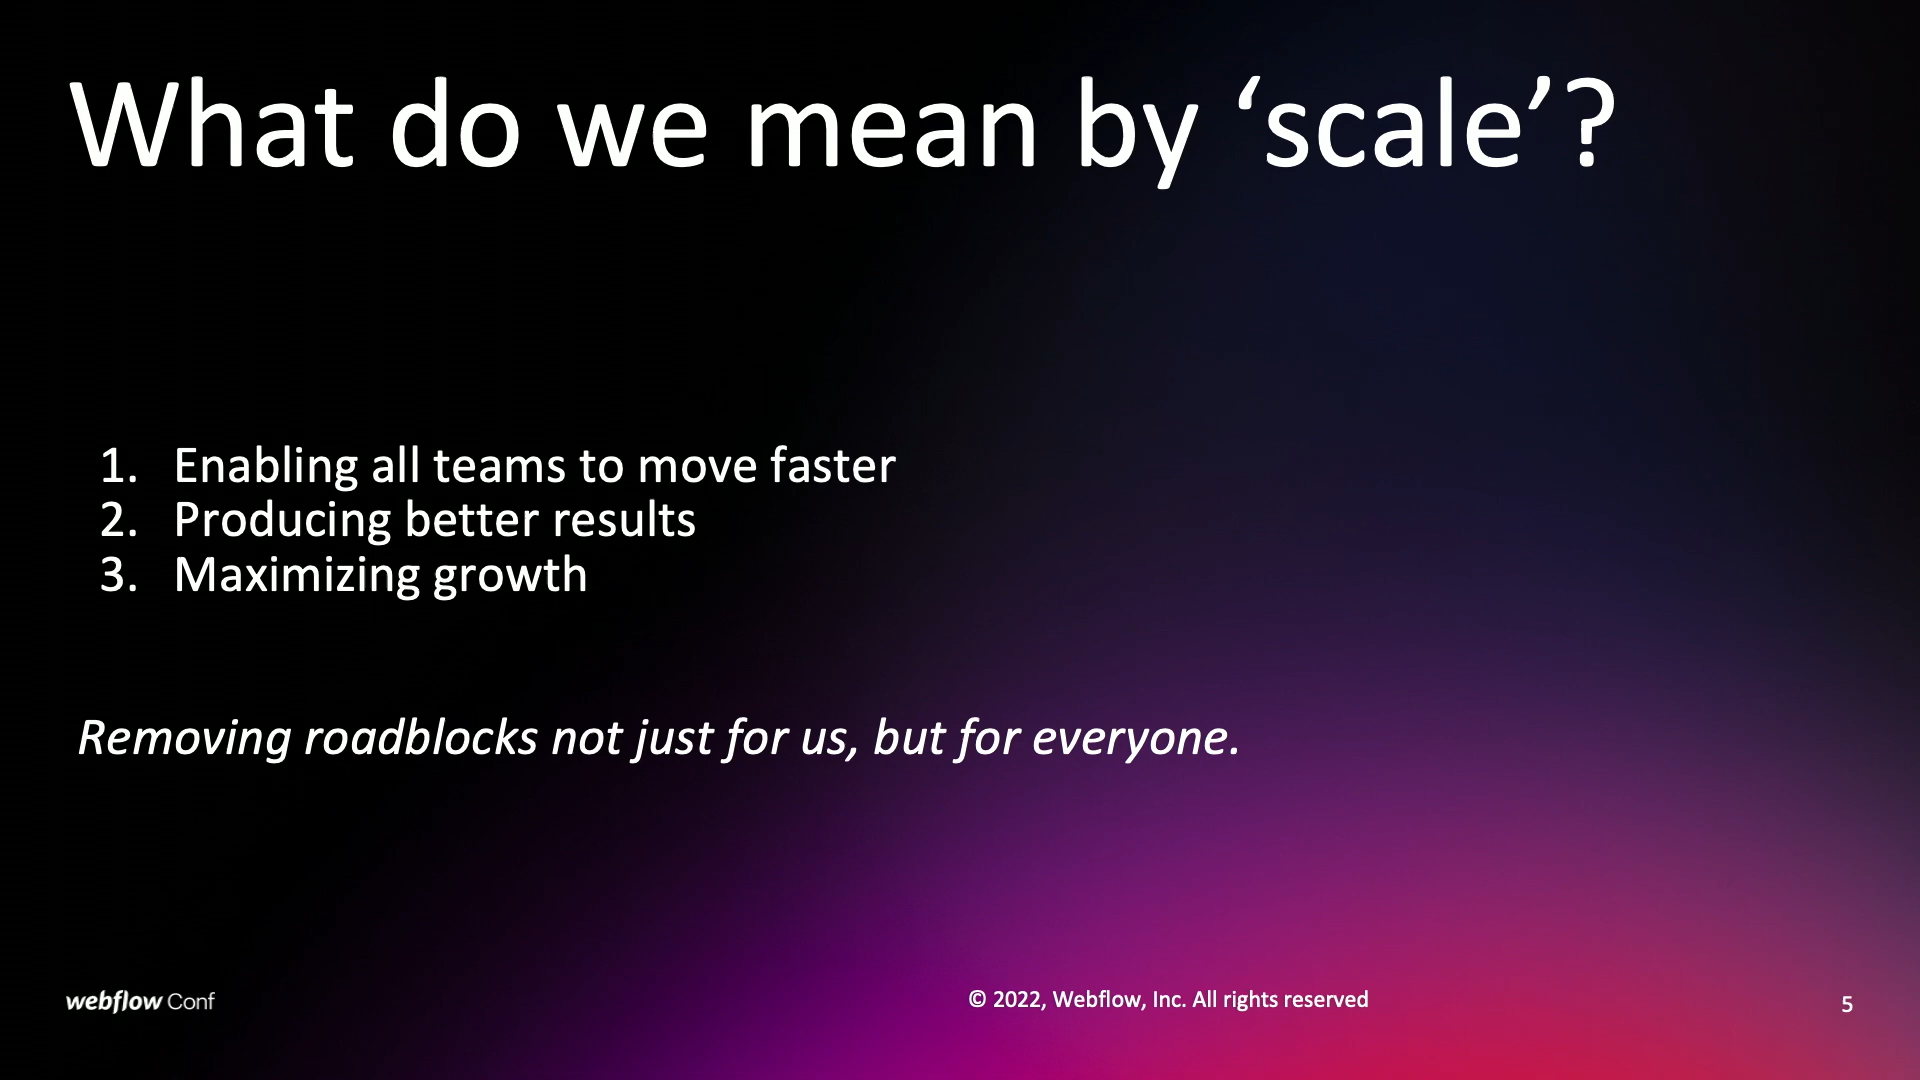 What do we mean by ‘scale’?
1. Enabling all teams to move faster
2. Producing better results
3. Maximizing growth
Removing roadblocks not just for us, but for everyone.
webflow Conf
© 2022, Webflow, Inc. All rights reserved
5